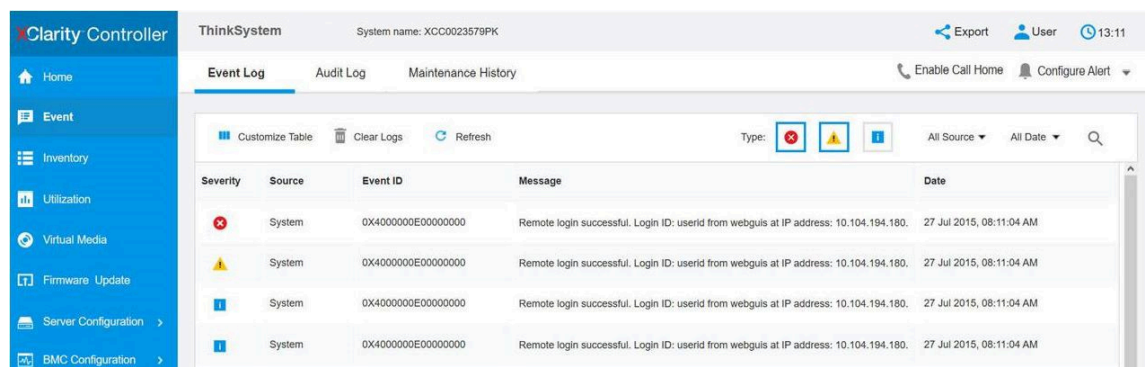 XClarity Controller
ThinkSystem System name: XCC0023579PK Export User 13:11
Home
Event Log Audit Log Maintenance History Enable Call Home Configure Alert
Event
Customize Table Clear Logs Refresh Type: All Source All Date
Inventory
Severity Source Event ID Message Date
Utilization
System 0X4000000E00000000 Remote login successful. Login ID: userid from webguis at IP address: 10.104.194.180. 27 Jul 2015, 08:11:04 AM
Virtual Media
System 0X4000000E00000000 Remote login successful. Login ID: userid from webguis at IP address: 10.104.194.180. 27 Jul 2015, 08:11:04 AM
Firmware Update
System 0X4000000E00000000 Remote login successful. Login ID: userid from webguis at IP address: 10.104.194.180. 27 Jul 2015, 08:11:04 AM
Server Configuration
System 0X4000000E00000000 Remote login successful. Login ID: userid from webguis at IP address: 10.104.194.180. 27 Jul 2015, 08:11:04 AM
BMC Configuration